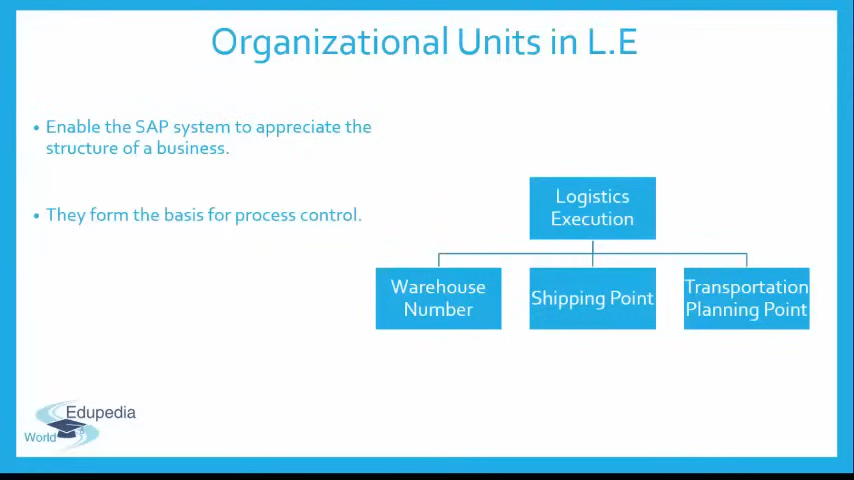 Organizational Units in L.E
• Enable the SAP system to appreciate the
structure of a business.
• They form the basis for process control.
Logistics
Execution
Warehouse
Number
Shipping Point
Transportation
Planning Point
Edupedia
World